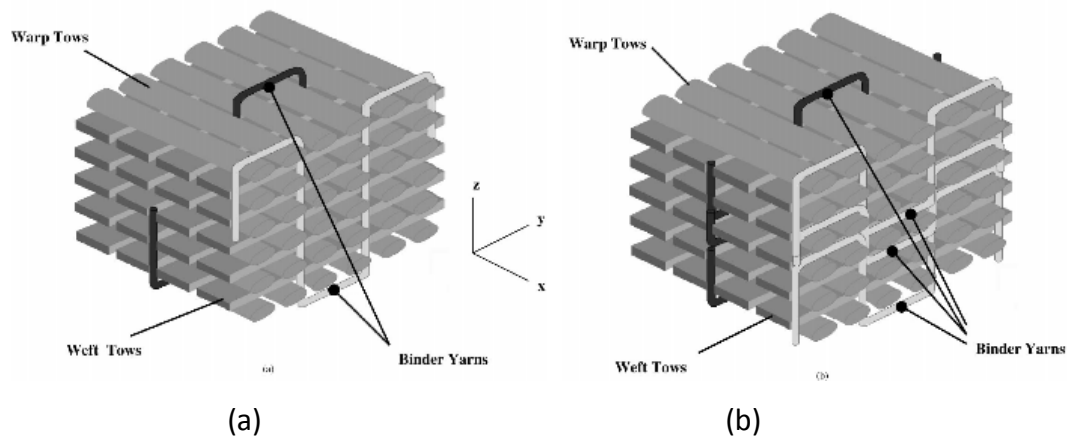 Warp Tows
z
y
x
Weft Tows
Binder Yarns
(a)
Warp Tows
Weft Tows
Binder Yarns
(b)
(a)
(b)